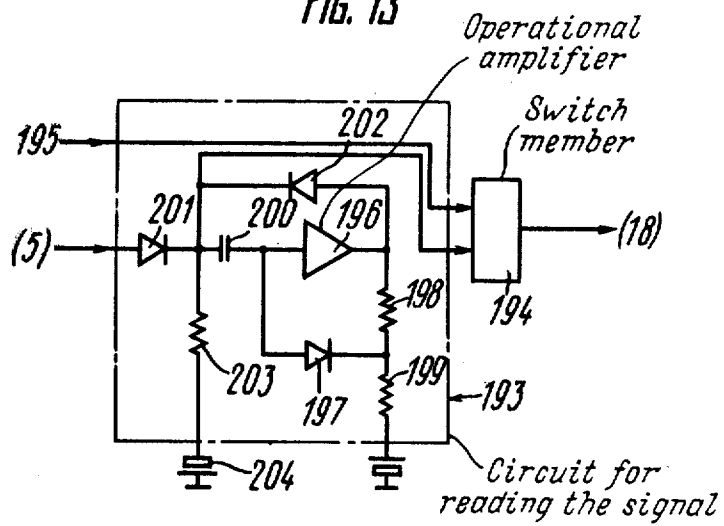 FIG. 13
Operational
amplifier
Switch
member
195
202
201
200
196
(5)
(18)
194
198
203
197
199
193
204
Circuit for
reading the signal